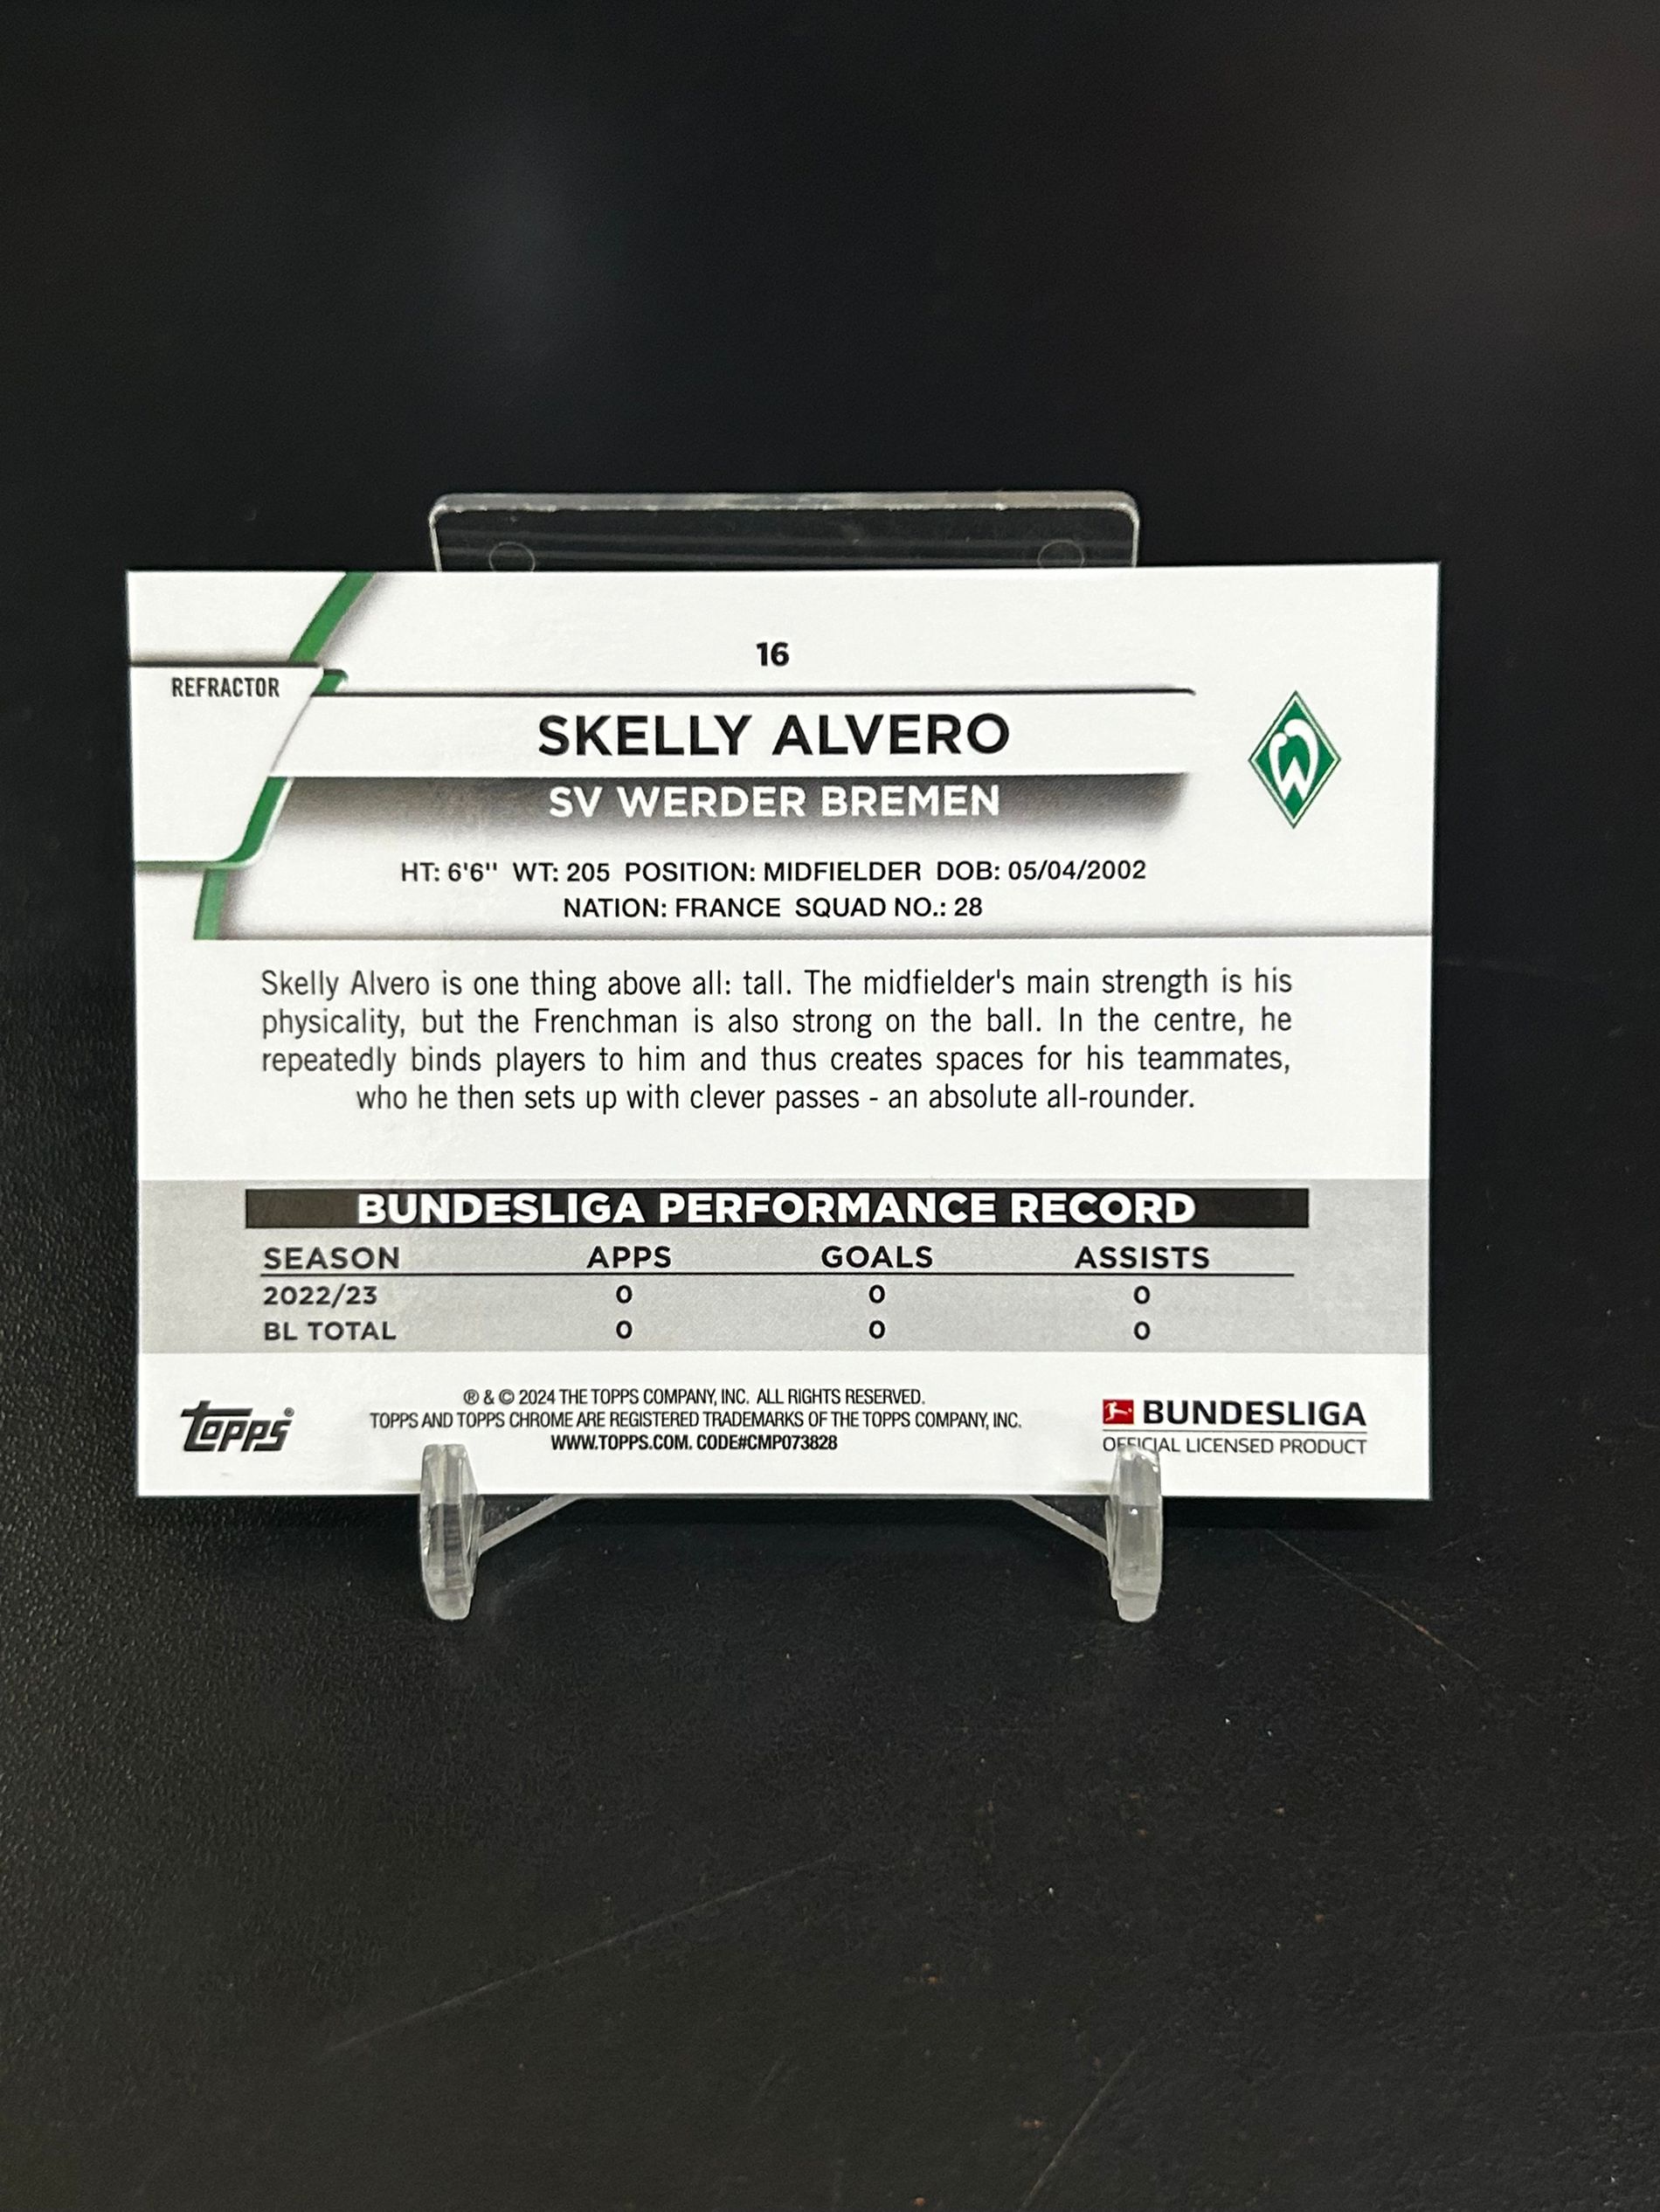 16
REFRACTOR
SKELLY ALVERO
SV WERDER BREMEN
HT: 6'6" WT: 205 POSITION: MIDFIELDER DOB: 05/04/2002
NATION: FRANCE SQUAD NO.: 28
Skelly Alvero is one thing above all: tall. The midfielder's main strength is his
physicality, but the Frenchman is also strong on the ball. In the centre, he
repeatedly binds players to him and thus creates spaces for his teammates,
who he then sets up with clever passes - an absolute all-rounder.
BUNDESLIGA PERFORMANCE RECORD
SEASON APPS GOALS ASSISTS
2022/23 0 0 0
BL TOTAL 0 0 0
Topps®
® & © 2024 THE TOPPS COMPANY, INC. ALL RIGHTS RESERVED.
TOPPS AND TOPPS CHROME ARE REGISTERED TRADEMARKS OF THE TOPPS COMPANY, INC.
WWW.TOPPS.COM. CODE#CMP073828
BUNDESLIGA
OFFICIAL LICENSED PRODUCT